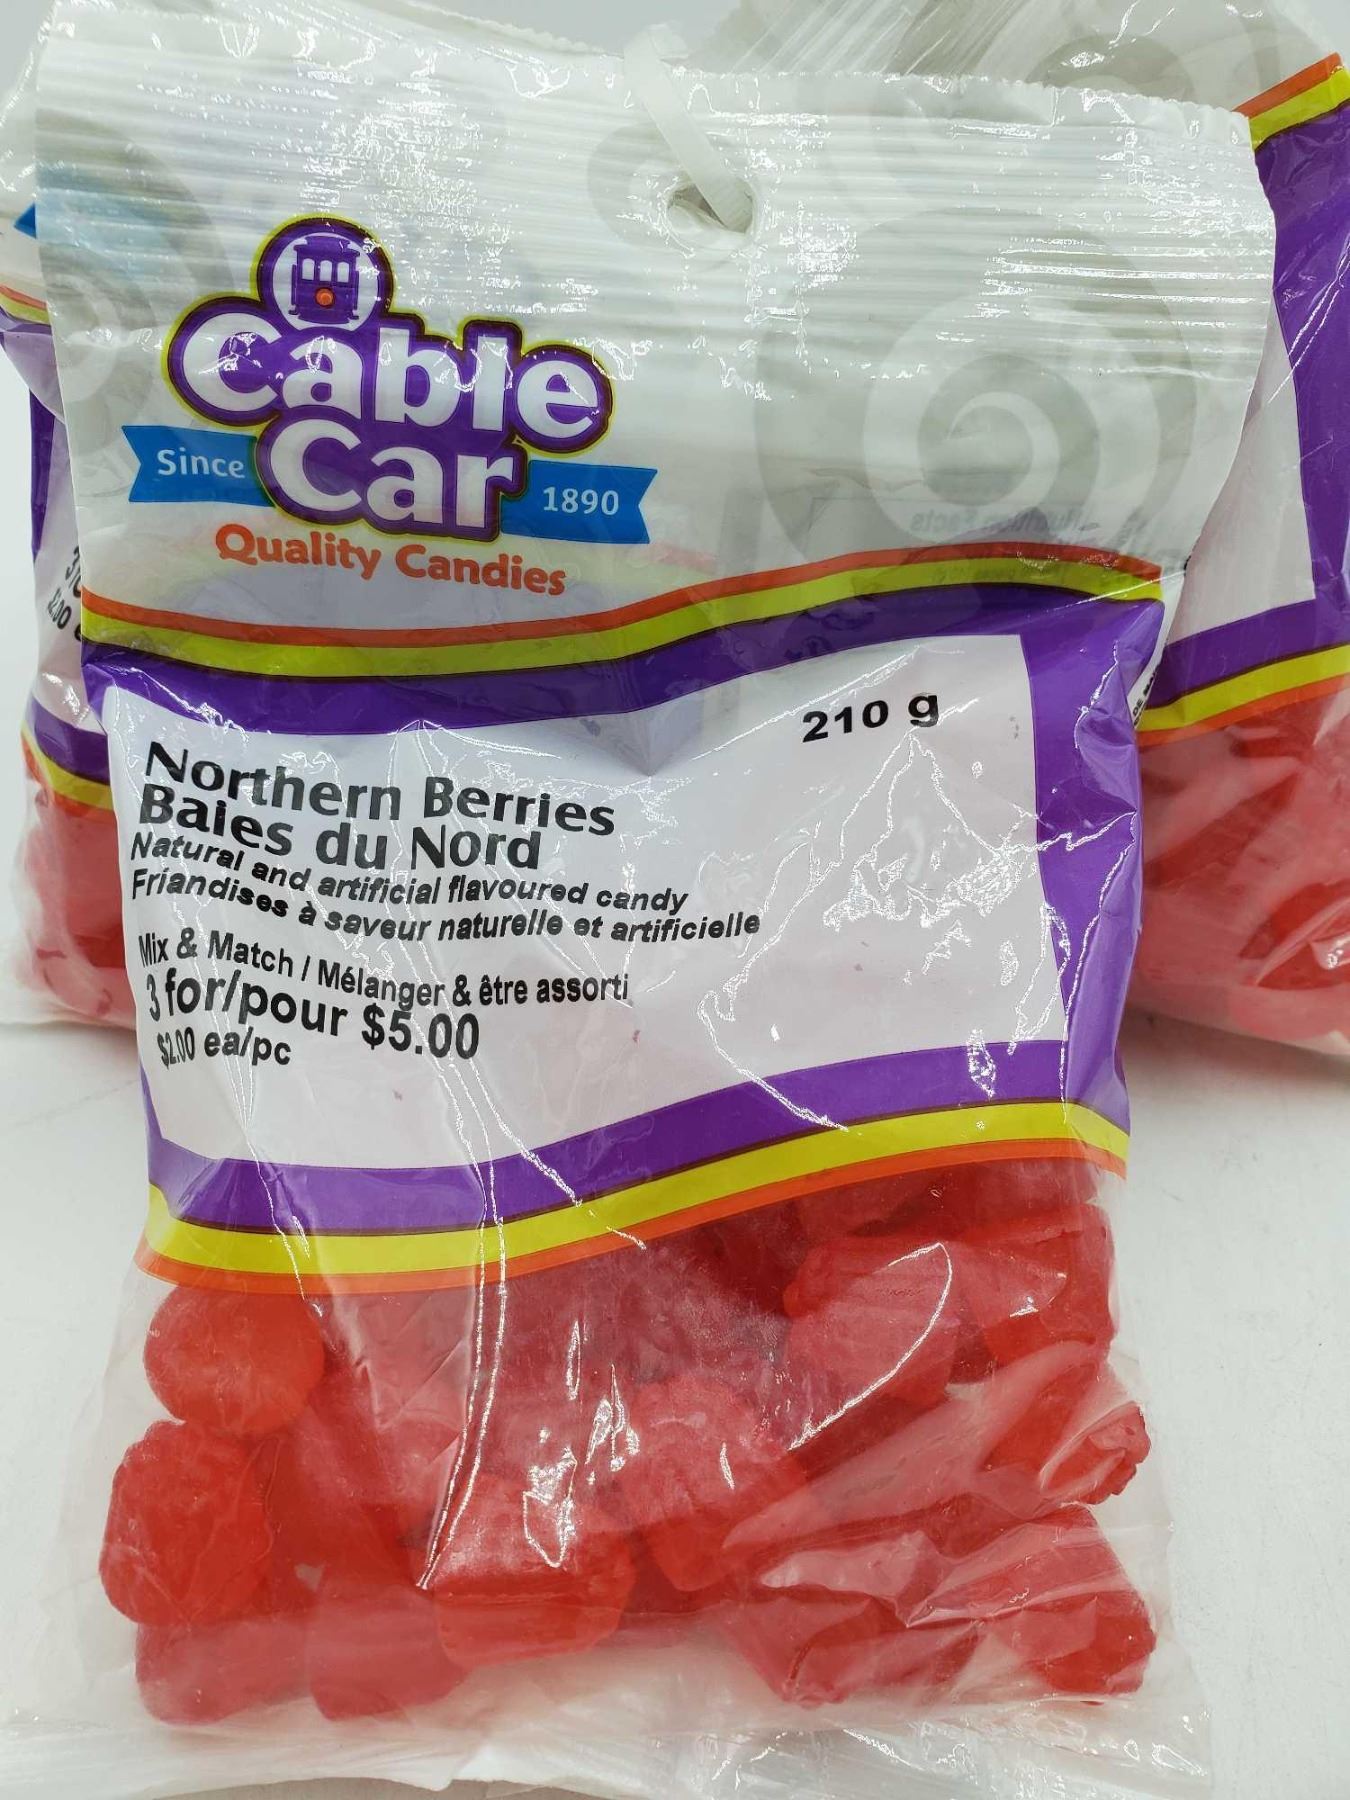 Cable
Car
Since 1890
Quality Candies
210 g
Northern Berries
Baies du Nord
Natural and artificial flavoured candy
Friandises à saveur naturelle et artificielle
Mix & Match / Mélanger & être assorti
3 for/pour $5.00
$2.00 ea/pc